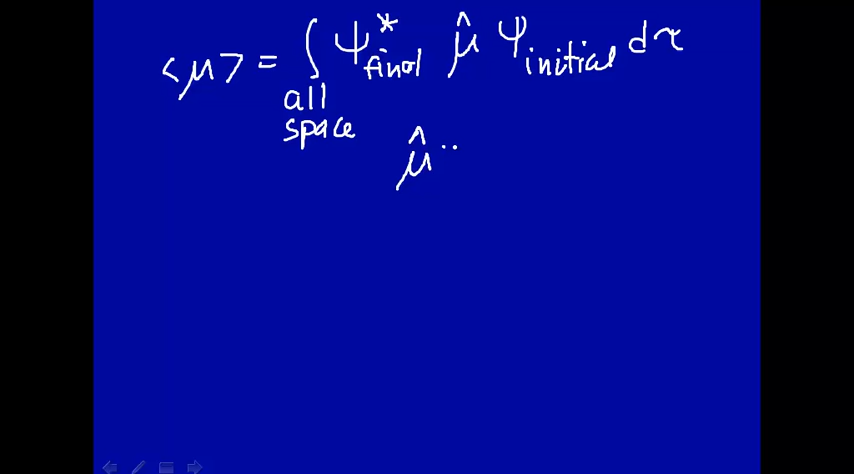 <μ> = ∫ ψ*final μ̂ ψinitial dτ
all
space
μ̂ ..